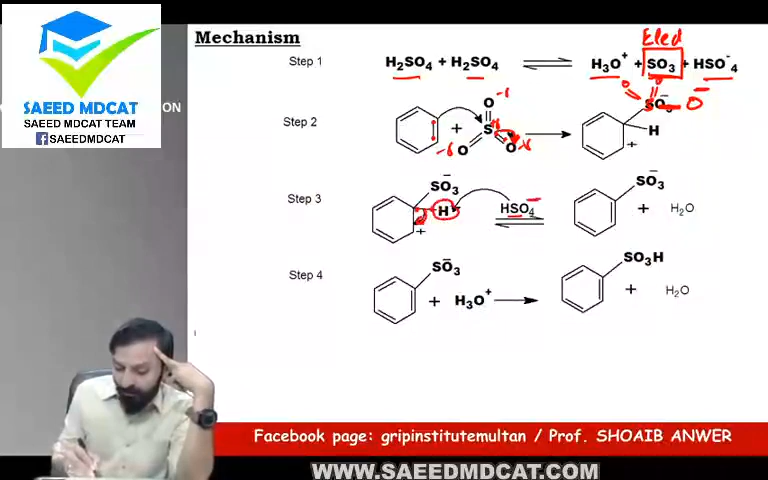 Mechanism
Eled
Step 1
H2SO4 + H2SO4 ⇌ H3O+ + SO3 + HSO-4
SAEED MDCAT
SAEED MDCAT TEAM
SAEEDMDCAT
ON
Step 2
+
O
S
O
O
SO3-
O
H
+
Step 3
SO3-
H
+
HSO4
SO3-
+ H2O
Step 4
SO3-
+ H3O+
SO3H
+ H2O
Facebook page: gripinstitutemultan / Prof. SHOAIB ANWER
WWW.SAEEDMDCAT.COM